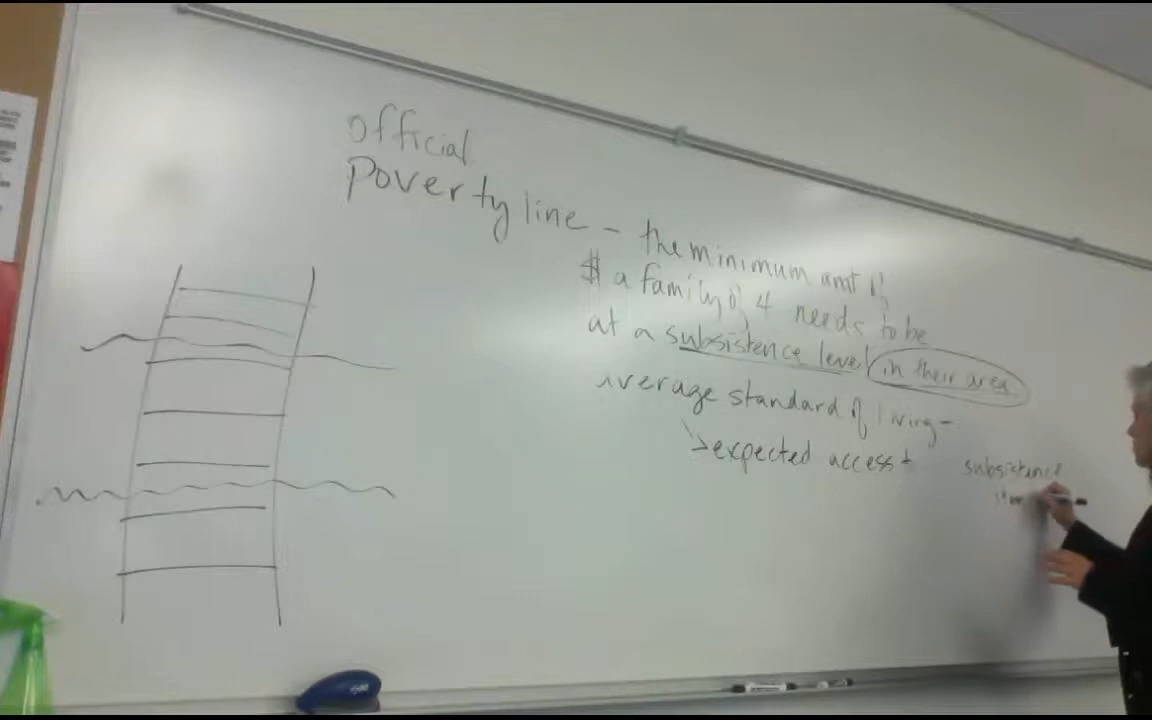 official
poverty line - the minimum amt of
$ a family of 4 needs to be
at a subsistence level in their area
average standard of living -
>expected access +
subsistence